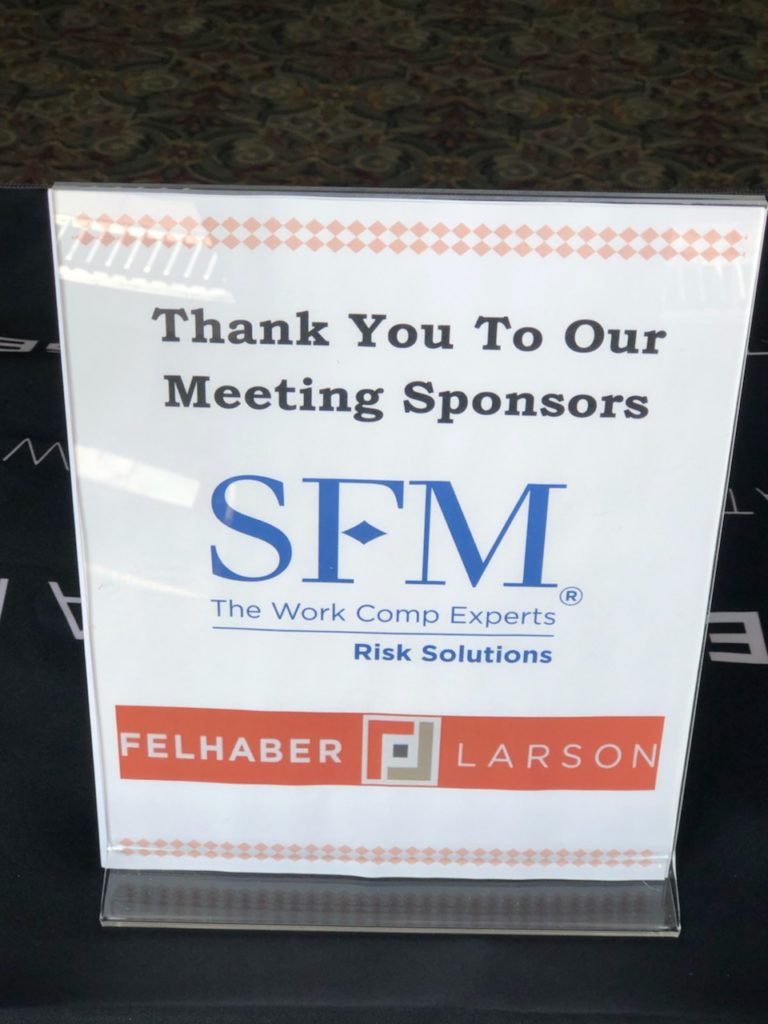 Thank You To Our
Meeting Sponsors
SFM®
The Work Comp Experts
Risk Solutions
FELHABER LARSON